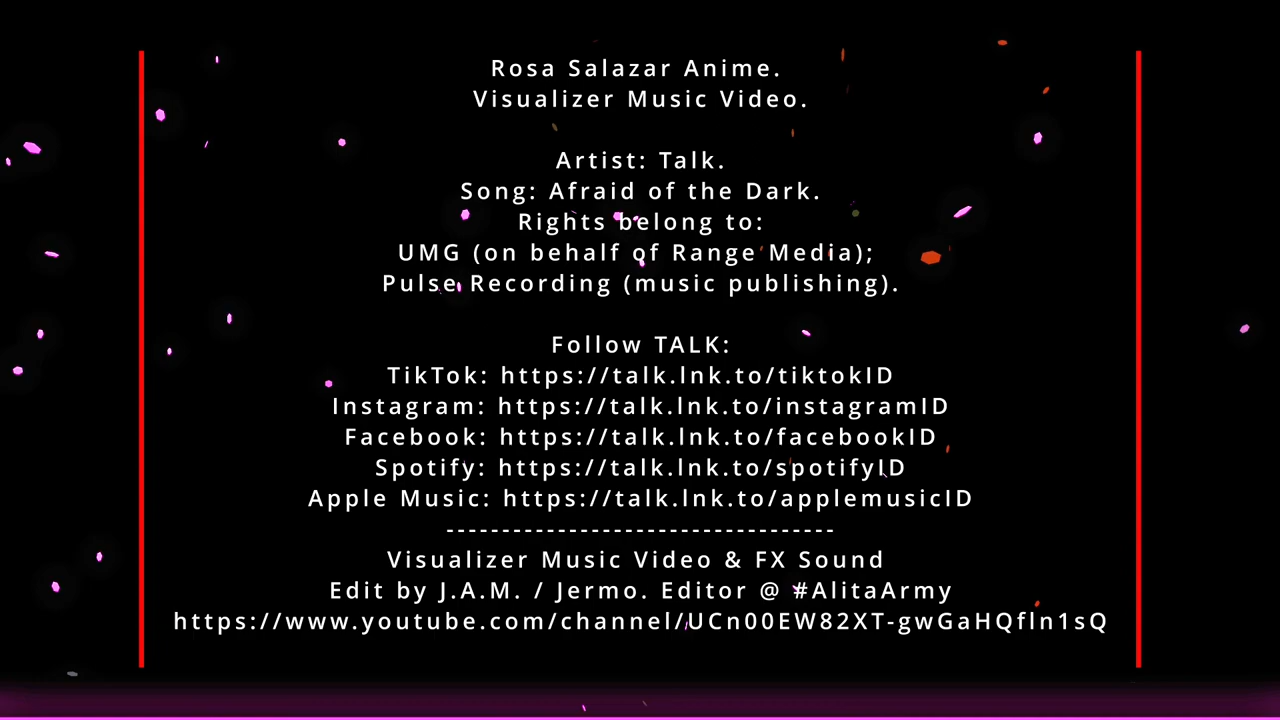 Rosa Salazar Anime.
Visualizer Music Video.
Artist: Talk.
Song: Afraid of the Dark.
Rights belong to:
UMG (on behalf of Range Media);
Pulse Recording (music publishing).
Follow TALK:
TikTok: https://talk.lnk.to/tiktokID
Instagram: https://talk.lnk.to/instagramID
Facebook: https://talk.lnk.to/facebookID
Spotify: https://talk.lnk.to/spotifyID
Apple Music: https://talk.lnk.to/applemusicID
-----------------------------------
Visualizer Music Video & FX Sound
Edit by J.A.M. / Jermo. Editor @ #AlitaArmy
https://www.youtube.com/channel/UCn00EW82XT-gwGaHQfln1sQ